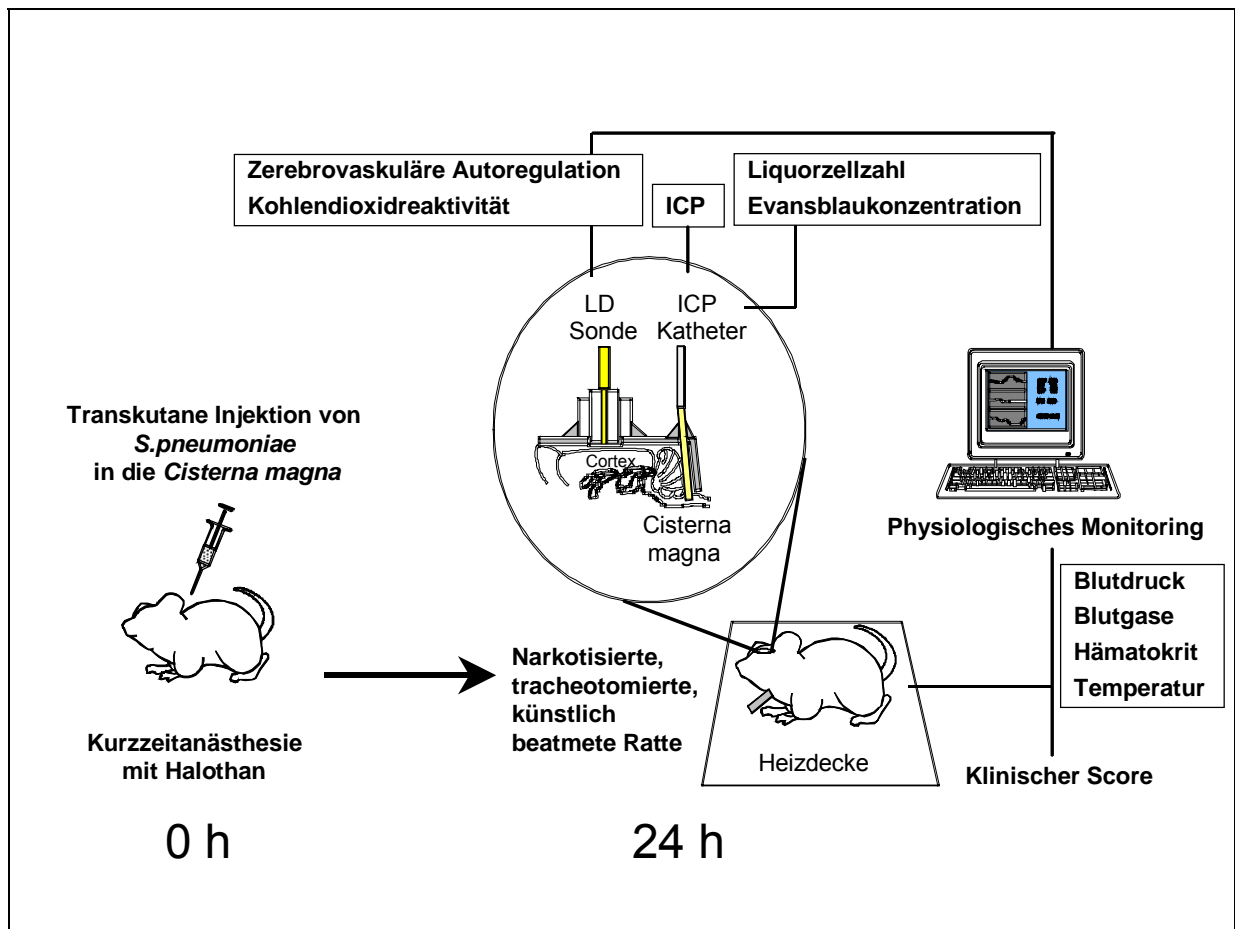 Zerebrovaskuläre Autoregulation
Kohlendioxidreaktivität
ICP
Liquorzellzahl
Evansblaukonzentration
LD
Sonde
ICP
Katheter
Cortex
Cisterna
magna
Transkutane Injektion von
S.pneumoniae
in die Cisterna magna
Kurzzeitanästhesie
mit Halothan
0 h
Narkotisierte,
tracheotomierte,
künstlich
beatmete Ratte
24 h
Heizdecke
Physiologisches Monitoring
Blutdruck
Blutgase
Hämatokrit
Temperatur
Klinischer Score